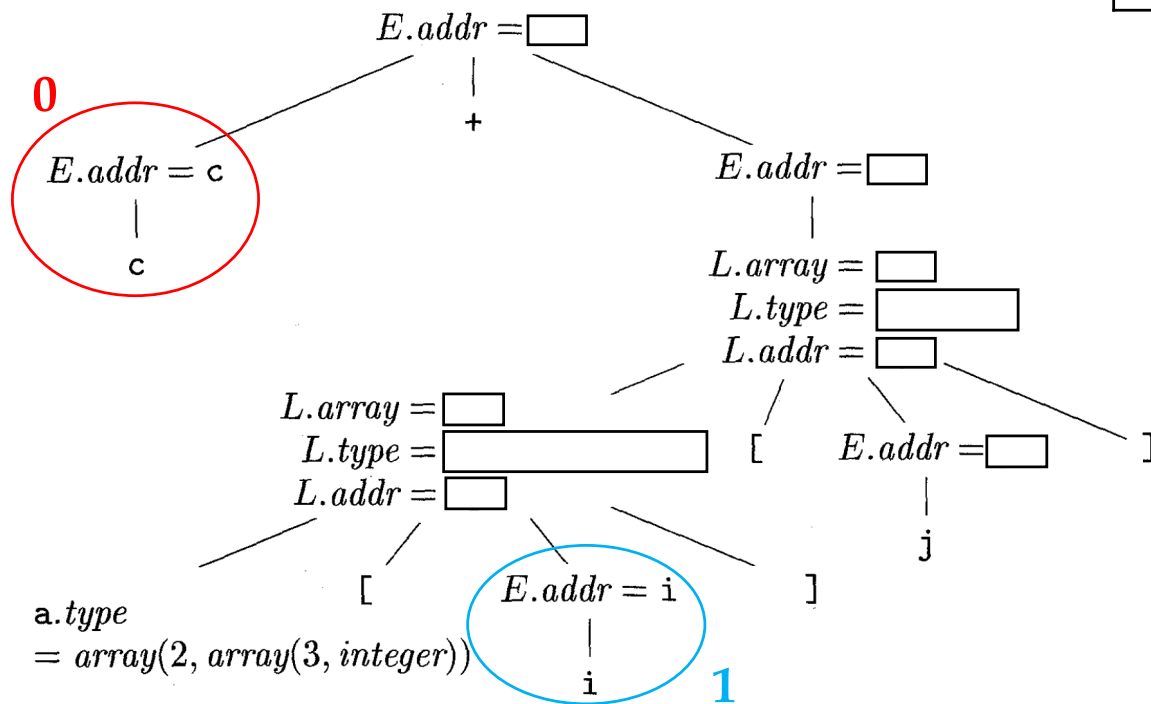 E.addr =
0
+
E.addr = c
E.addr =
c
L.array =
L.type =
L.addr =
L.array =
L.type =
L.addr =
[
E.addr =
]
j
[
E.addr = i
]
a.type
= array(2, array(3, integer))
i
1